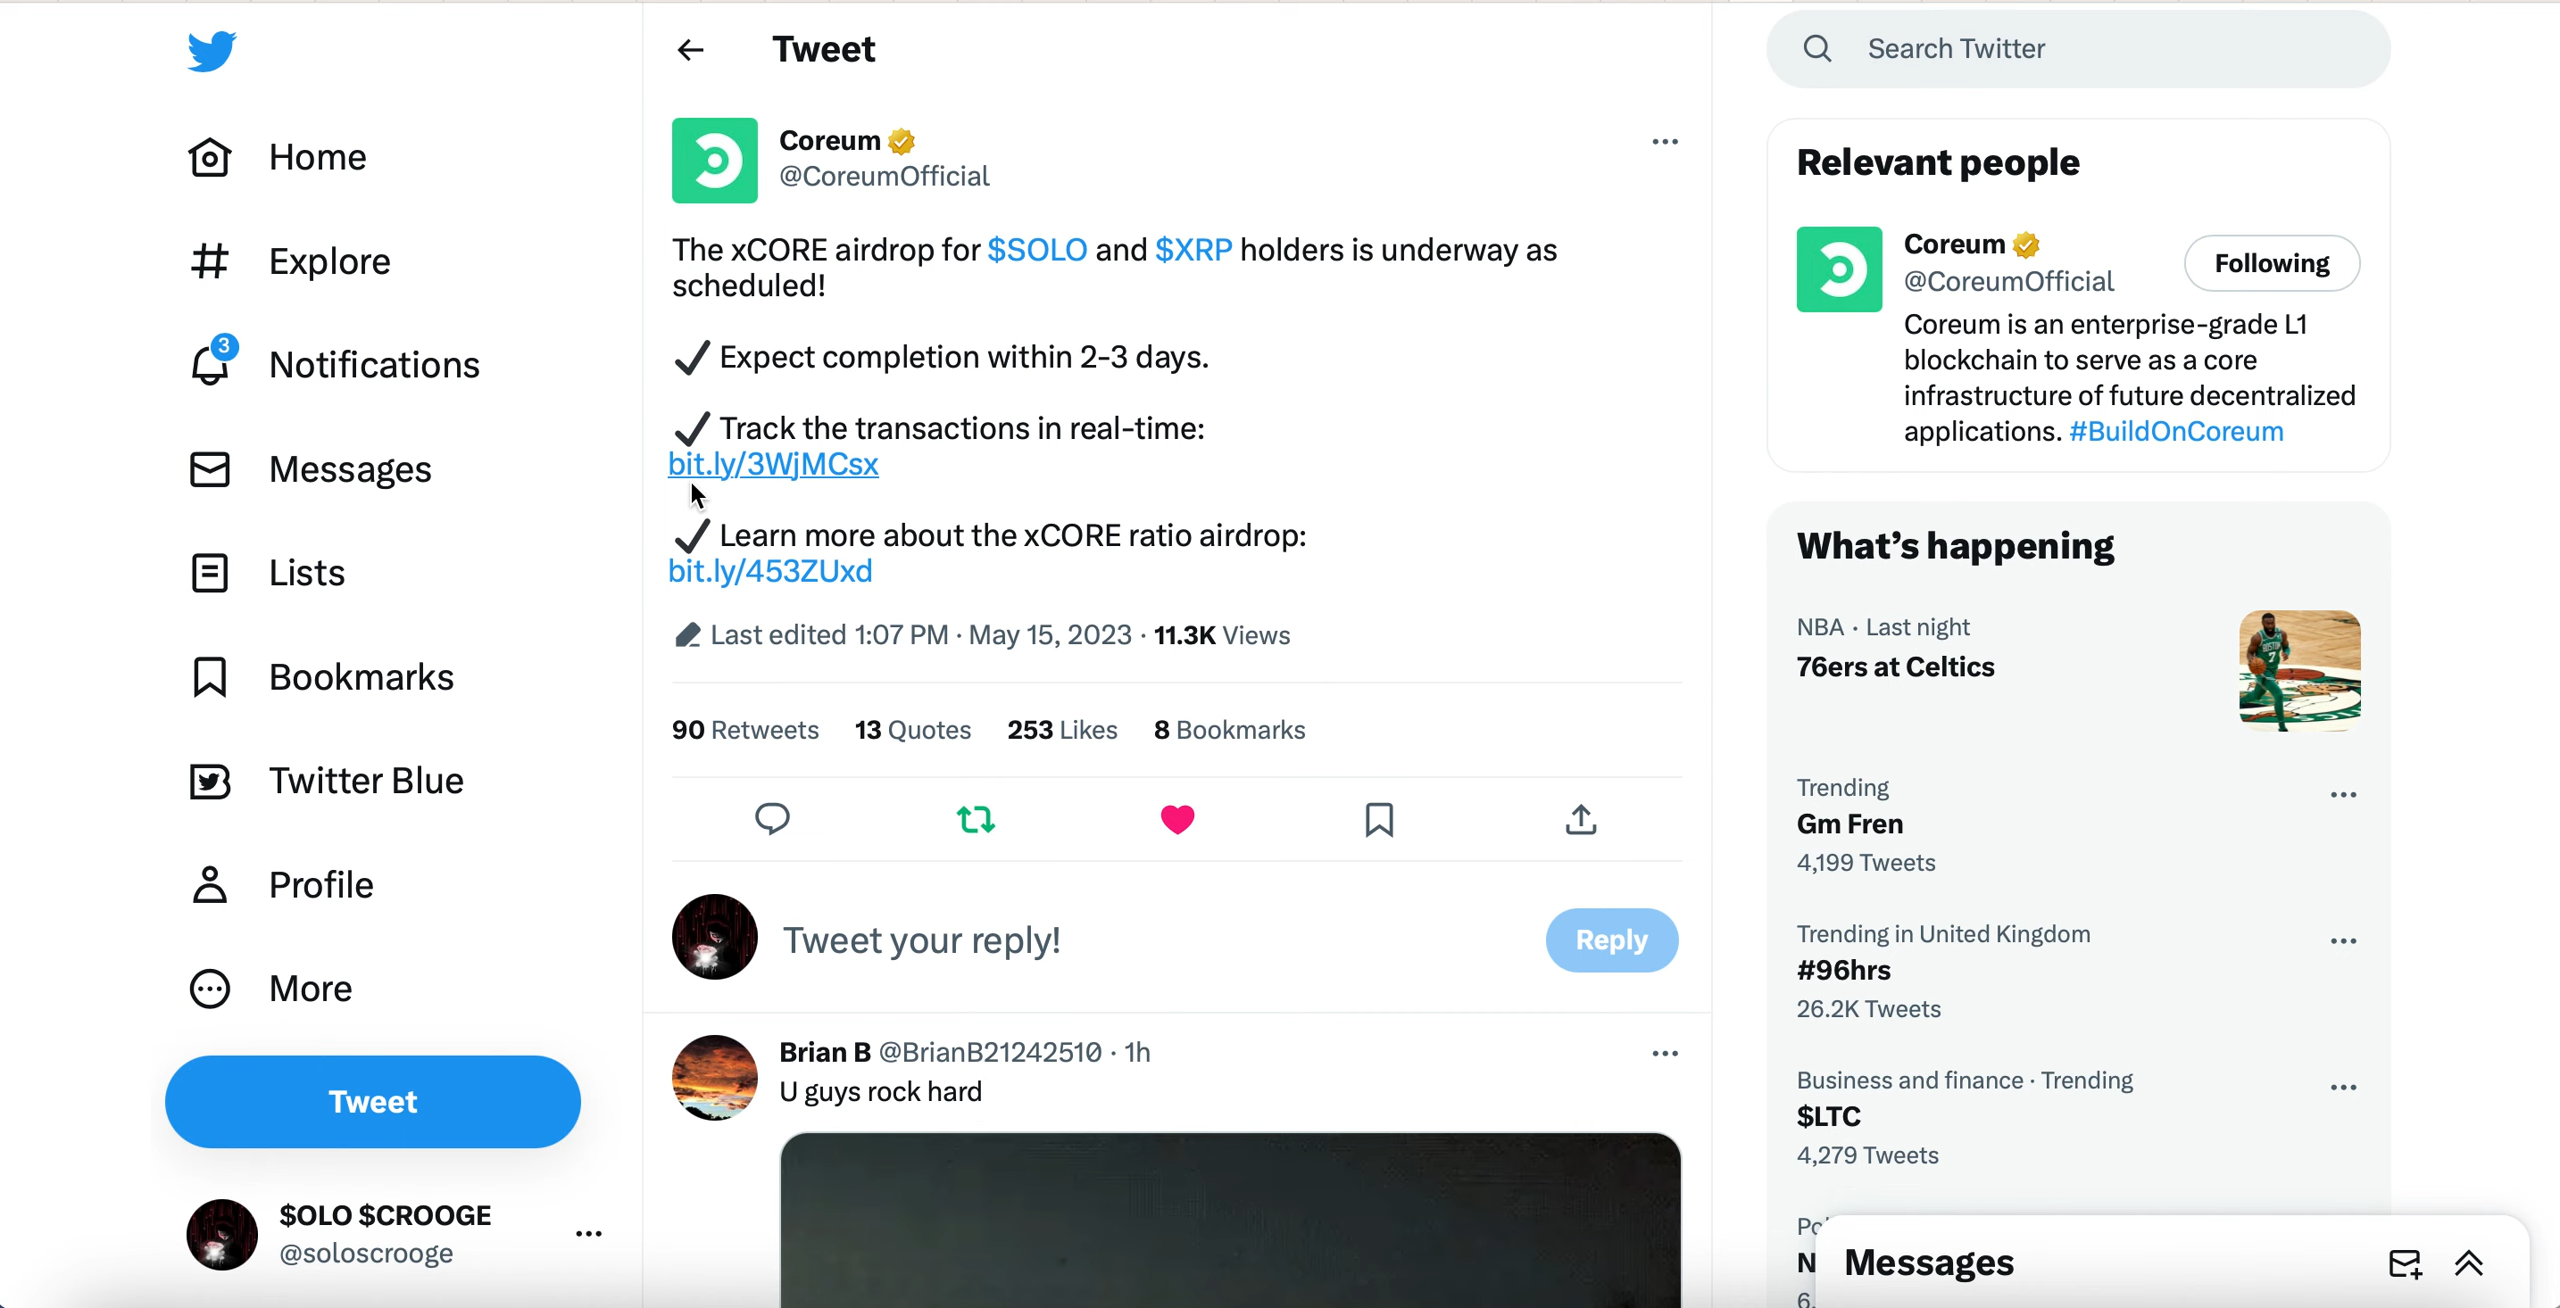 Home
Explore
3
Notifications
Messages
Lists
Bookmarks
Twitter Blue
Profile
More
Tweet
$OLO $CROOGE
@soloscrooge
Tweet
Coreum
@CoreumOfficial
The xCORE airdrop for $SOLO and $XRP holders is underway as
scheduled!
✔ Expect completion within 2-3 days.
✔ Track the transactions in real-time:
bit.ly/3WjMCsx
✔ Learn more about the xCORE ratio airdrop:
bit.ly/453ZUxd
Last edited 1:07 PM · May 15, 2023 · 11.3K Views
90 Retweets 13 Quotes 253 Likes 8 Bookmarks
Tweet your reply!
Reply
Brian B @BrianB21242510 · 1h
U guys rock hard
Search Twitter
Relevant people
Coreum
@CoreumOfficial
Following
Coreum is an enterprise-grade L1
blockchain to serve as a core
infrastructure of future decentralized
applications. #BuildOnCoreum
What's happening
NBA · Last night
76ers at Celtics
Trending
Gm Fren
4,199 Tweets
Trending in United Kingdom
#96hrs
26.2K Tweets
Business and finance · Trending
$LTC
4,279 Tweets
Messages